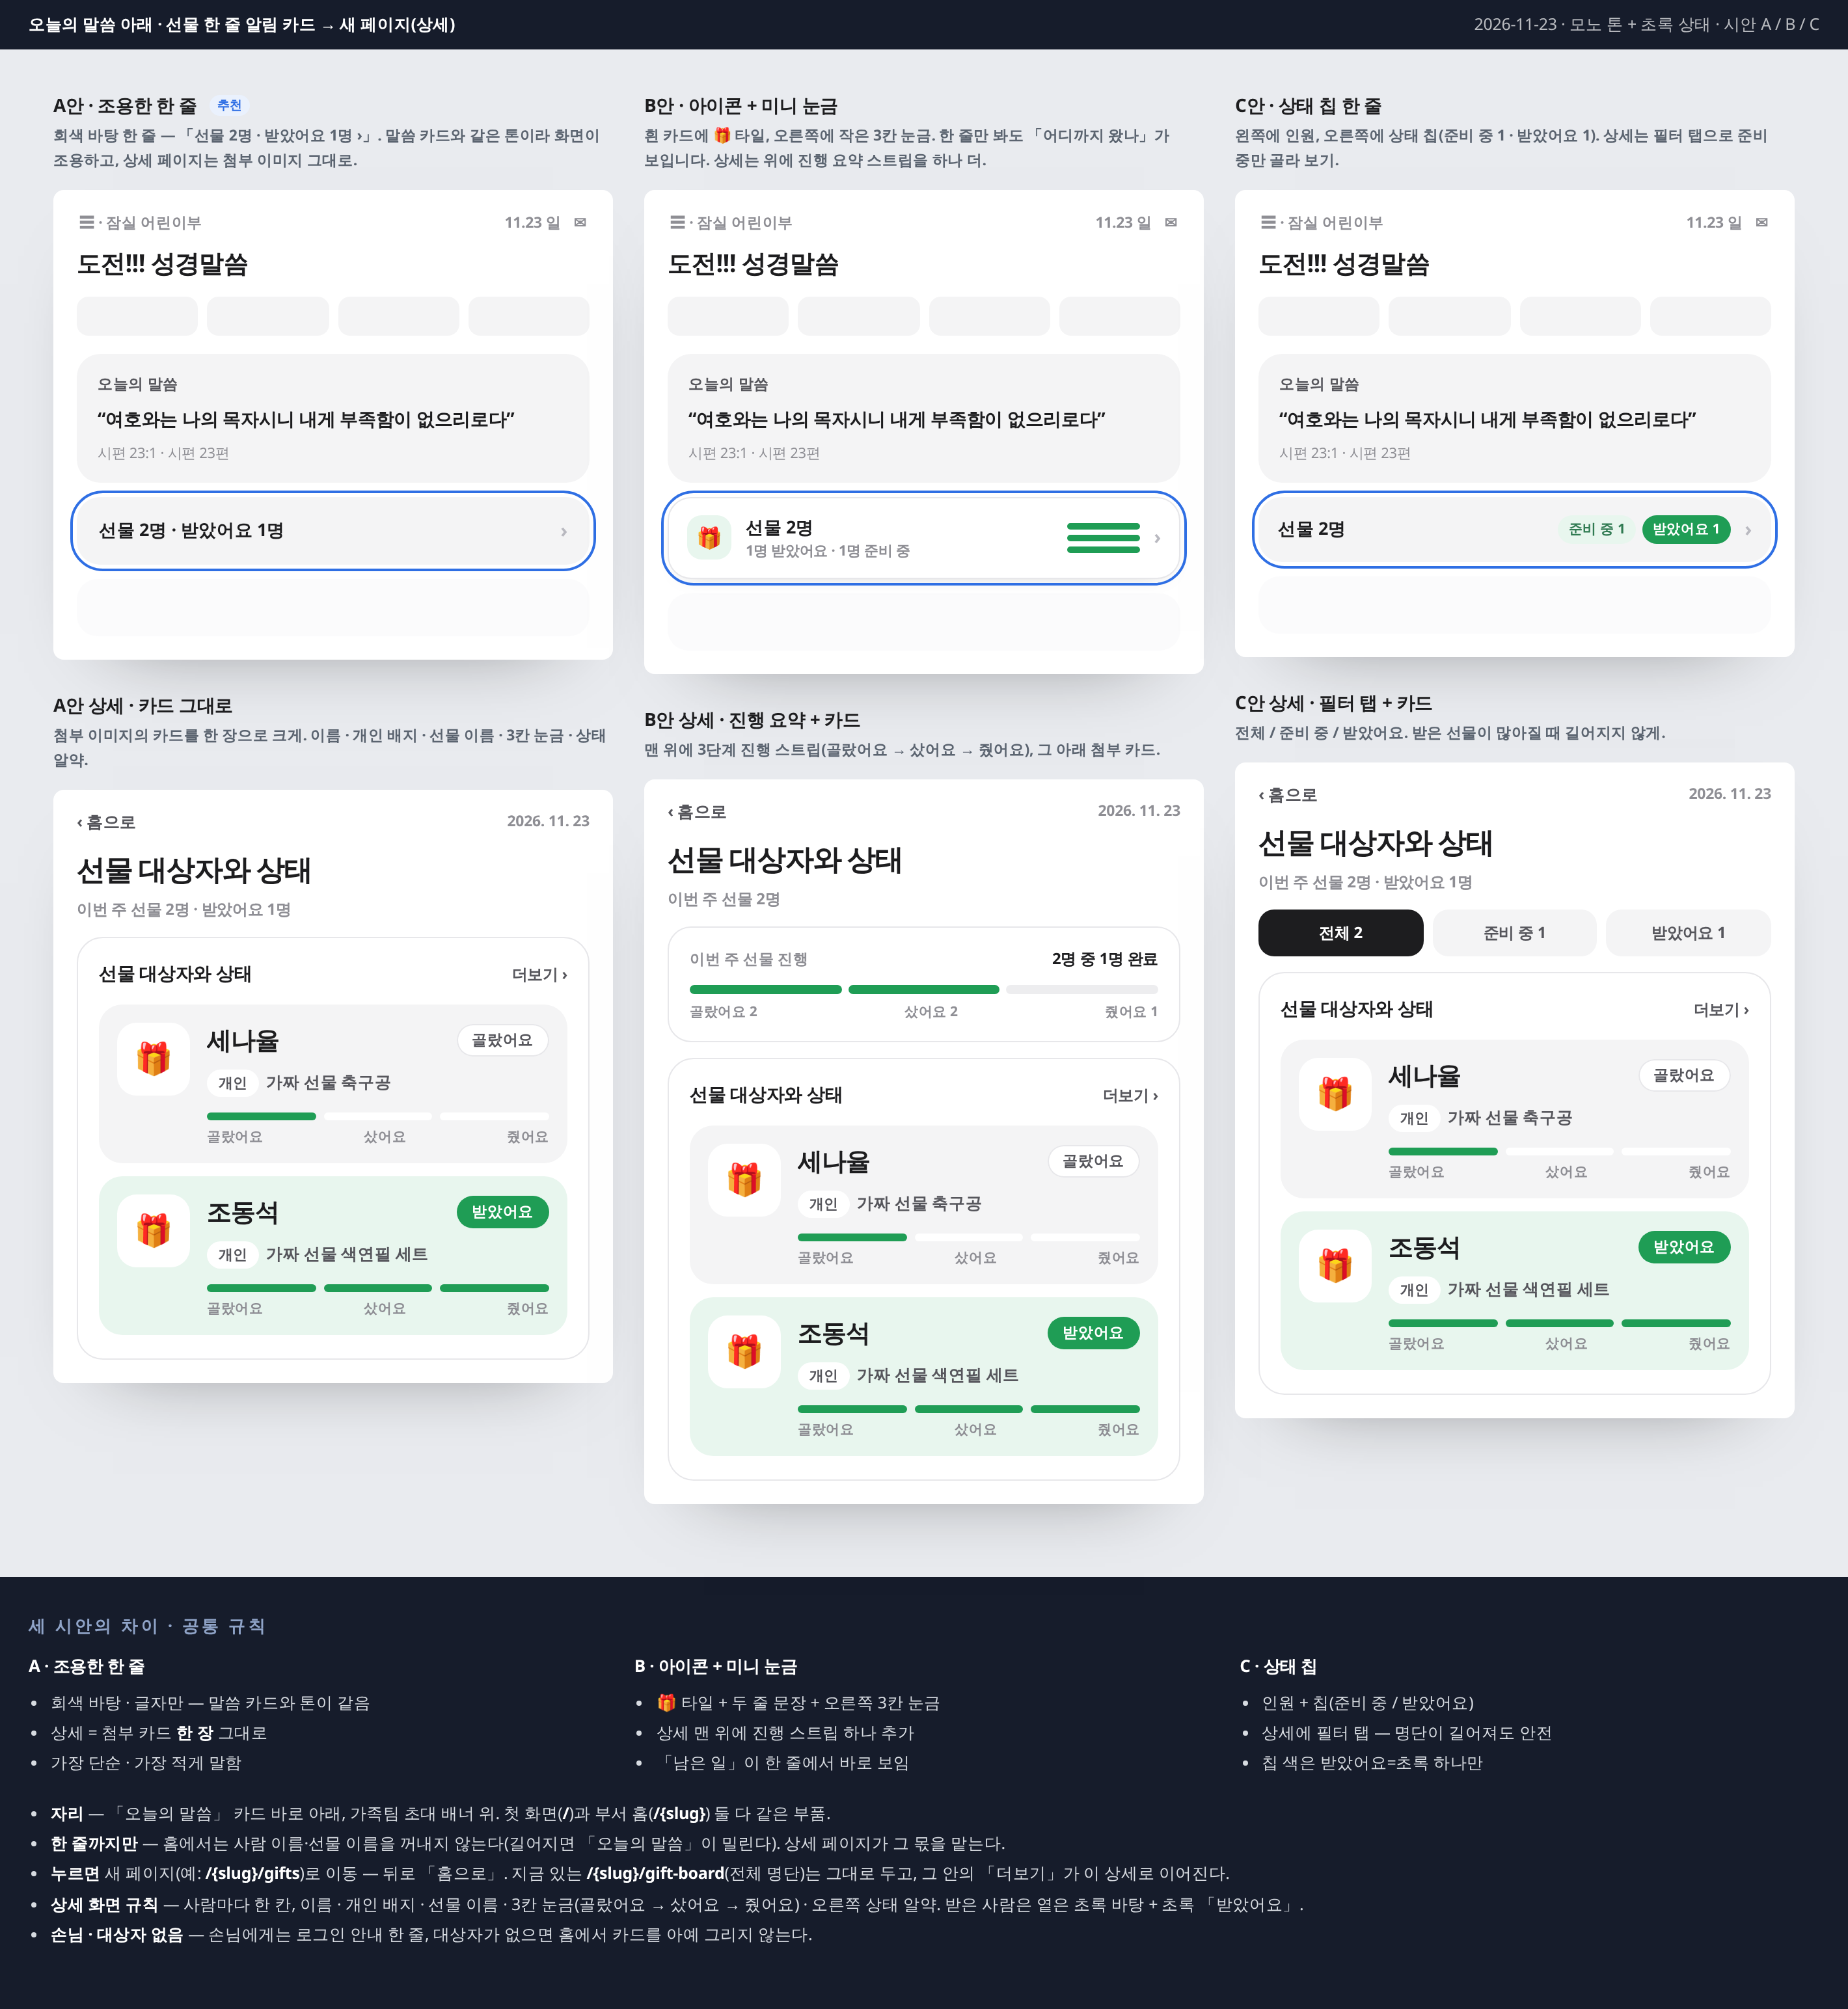 오늘의 말씀 아래 · 선물 한 줄 알림 카드 → 새 페이지(상세)
2026-11-23 · 모노 톤 + 초록 상태 · 시안 A / B / C
A안 · 조용한 한 줄 추천
회색 바탕 한 줄 — 「선물 2명 · 받았어요 1명 ›」. 말씀 카드와 같은 톤이라 화면이
조용하고, 상세 페이지는 첨부 이미지 그대로.
☰ · 잠실 어린이부
11.23 일 ✉
도전!!! 성경말씀
오늘의 말씀
“여호와는 나의 목자시니 내게 부족함이 없으리로다”
시편 23:1 · 시편 23편
선물 2명 · 받았어요 1명 ›
A안 상세 · 카드 그대로
첨부 이미지의 카드를 한 장으로 크게. 이름 · 개인 배지 · 선물 이름 · 3칸 눈금 · 상태
알약.
‹ 홈으로
2026. 11. 23
선물 대상자와 상태
이번 주 선물 2명 · 받았어요 1명
선물 대상자와 상태
더보기 ›
세나율
골랐어요
개인 가짜 선물 축구공
골랐어요 샀어요 줬어요
조동석
받았어요
개인 가짜 선물 색연필 세트
골랐어요 샀어요 줬어요
B안 · 아이콘 + 미니 눈금
흰 카드에 🎁 타일, 오른쪽에 작은 3칸 눈금. 한 줄만 봐도 「어디까지 왔나」가
보입니다. 상세는 위에 진행 요약 스트립을 하나 더.
☰ · 잠실 어린이부
11.23 일 ✉
도전!!! 성경말씀
오늘의 말씀
“여호와는 나의 목자시니 내게 부족함이 없으리로다”
시편 23:1 · 시편 23편
선물 2명
1명 받았어요 · 1명 준비 중
›
B안 상세 · 진행 요약 + 카드
맨 위에 3단계 진행 스트립(골랐어요 → 샀어요 → 줬어요), 그 아래 첨부 카드.
‹ 홈으로
2026. 11. 23
선물 대상자와 상태
이번 주 선물 2명
이번 주 선물 진행
2명 중 1명 완료
골랐어요 2 샀어요 2 줬어요 1
선물 대상자와 상태
더보기 ›
세나율
골랐어요
개인 가짜 선물 축구공
골랐어요 샀어요 줬어요
조동석
받았어요
개인 가짜 선물 색연필 세트
골랐어요 샀어요 줬어요
C안 · 상태 칩 한 줄
왼쪽에 인원, 오른쪽에 상태 칩(준비 중 1 · 받았어요 1). 상세는 필터 탭으로 준비
중만 골라 보기.
☰ · 잠실 어린이부
11.23 일 ✉
도전!!! 성경말씀
오늘의 말씀
“여호와는 나의 목자시니 내게 부족함이 없으리로다”
시편 23:1 · 시편 23편
선물 2명 준비 중 1 받았어요 1 ›
C안 상세 · 필터 탭 + 카드
전체 / 준비 중 / 받았어요. 받은 선물이 많아질 때 길어지지 않게.
‹ 홈으로
2026. 11. 23
선물 대상자와 상태
이번 주 선물 2명 · 받았어요 1명
전체 2 준비 중 1 받았어요 1
선물 대상자와 상태
더보기 ›
세나율
골랐어요
개인 가짜 선물 축구공
골랐어요 샀어요 줬어요
조동석
받았어요
개인 가짜 선물 색연필 세트
골랐어요 샀어요 줬어요
세 시안의 차이 · 공통 규칙
A · 조용한 한 줄
• 회색 바탕 · 글자만 — 말씀 카드와 톤이 같음
• 상세 = 첨부 카드 한 장 그대로
• 가장 단순 · 가장 적게 말함
B · 아이콘 + 미니 눈금
• 🎁 타일 + 두 줄 문장 + 오른쪽 3칸 눈금
• 상세 맨 위에 진행 스트립 하나 추가
• 「남은 일」이 한 줄에서 바로 보임
C · 상태 칩
• 인원 + 칩(준비 중 / 받았어요)
• 상세에 필터 탭 — 명단이 길어져도 안전
• 칩 색은 받았어요=초록 하나만
• 자리 — 「오늘의 말씀」 카드 바로 아래, 가족팀 초대 배너 위. 첫 화면(/)과 부서 홈(/{slug}) 둘 다 같은 부품.
• 한 줄까지만 — 홈에서는 사람 이름·선물 이름을 꺼내지 않는다(길어지면 「오늘의 말씀」이 밀린다). 상세 페이지가 그 몫을 맡는다.
• 누르면 새 페이지(예: /{slug}/gifts)로 이동 — 뒤로 「홈으로」. 지금 있는 /{slug}/gift-board(전체 명단)는 그대로 두고, 그 안의 「더보기」가 이 상세로 이어진다.
• 상세 화면 규칙 — 사람마다 한 칸, 이름 · 개인 배지 · 선물 이름 · 3칸 눈금(골랐어요 → 샀어요 → 줬어요) · 오른쪽 상태 알약. 받은 사람은 옅은 초록 바탕 + 초록 「받았어요」.
• 손님 · 대상자 없음 — 손님에게는 로그인 안내 한 줄, 대상자가 없으면 홈에서 카드를 아예 그리지 않는다.